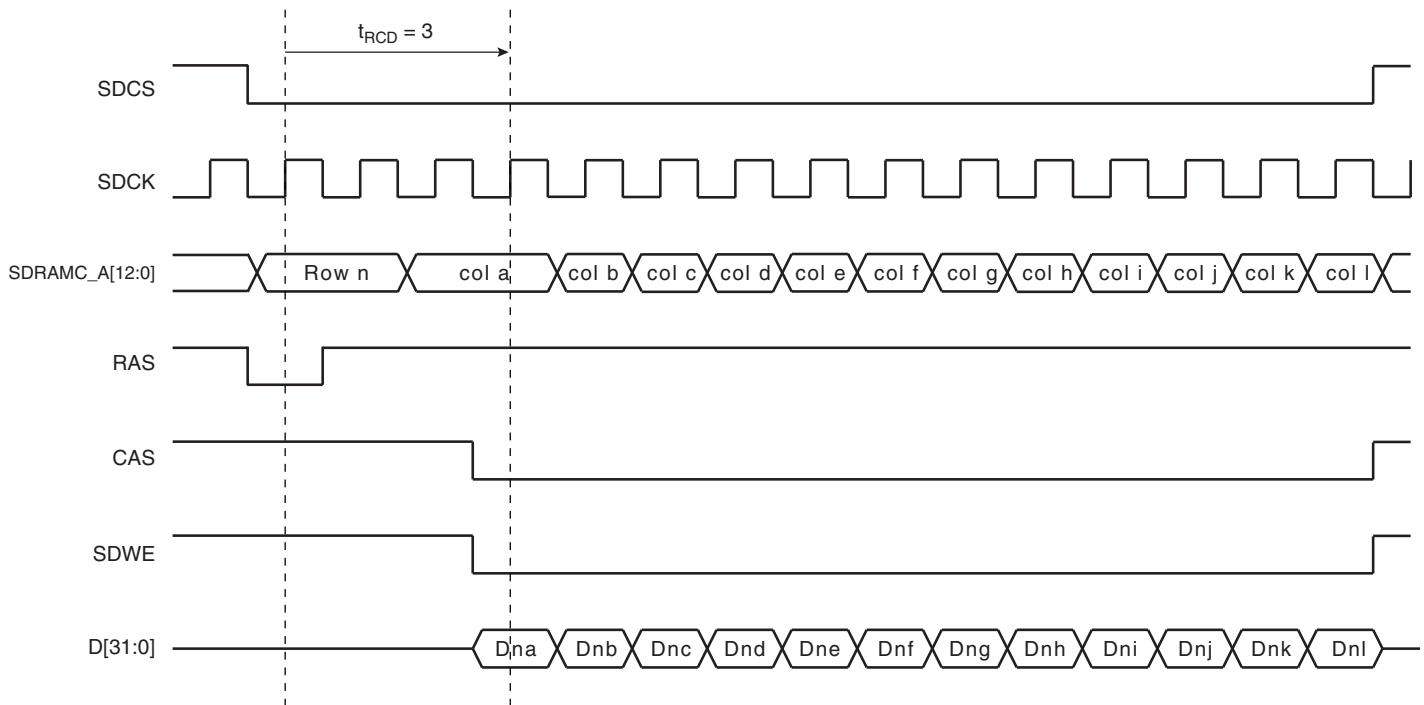 tRCD = 3
SDCS
SDCK
SDRAMC_A[12:0] Row n col a col b col c col d col e col f col g col h col i col j col k col l
RAS
CAS
SDWE
D[31:0] Dna Dnb Dnc Dnd Dne Dnf Dng Dnh Dni Dnj Dnk Dnl